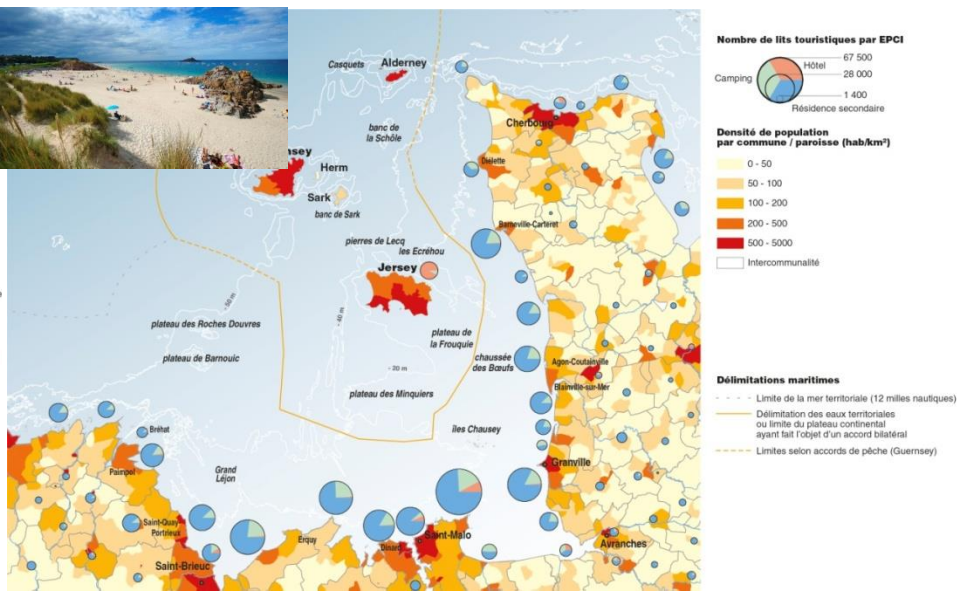 Nombre de lits touristiques par EPCI
67 500
Hôtel
28 000
Camping
1 400
Résidence secondaire
Densité de population
par commune / paroisse (hab/km²)
0 - 50
50 - 100
100 - 200
200 - 500
500 - 5000
Intercommunalité
Délimitations maritimes
Limite de la mer territoriale (12 milles nautiques)
Délimitation des eaux territoriales
ou limite du plateau continental
ayant fait l'objet d'un accord bilatéral
Limites selon accords de pêche (Guernsey)
Casquets
Alderney
banc de
la Schôle
Cherbourg
nsey
Herm
Sark
banc de Sark
Diélette
Barneville-Carteret
pierres de Lecq
les Ecréhou
Jersey
- 50 m
- 40 m
plateau des Roches Douvres
plateau de Barnouic
plateau de
la Frouquie
- 20 m
chaussée
des Bœufs
Agon-Coutainville
Blainville-sur-Mer
plateau des Minquiers
îles Chausey
Bréhat
Paimpol
Grand
Léjon
Granville
Saint-Quay-
Portrieux
Erquy
Dinard
Saint-Malo
Avranches
Saint-Brieuc